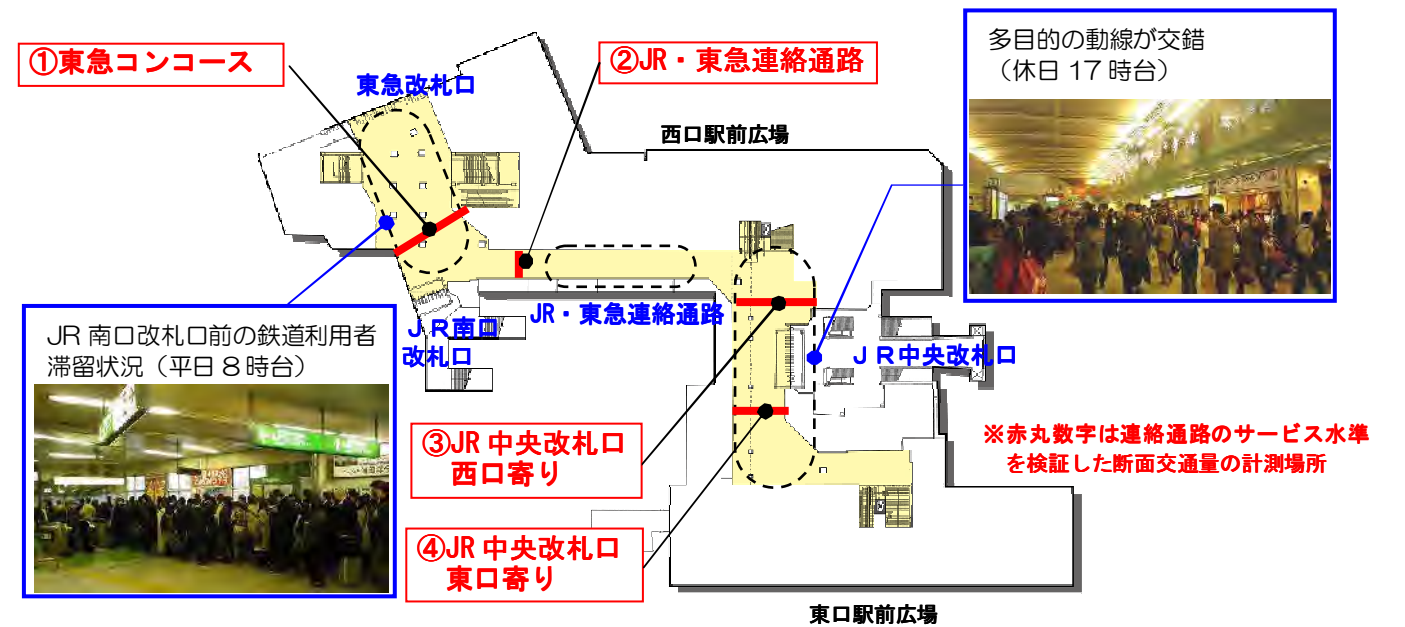 ①東急コンコース
②JR・東急連絡通路
東急改札口
西口駅前広場
多目的の動線が交錯
（休日 17 時台）
JR 南口改札口前の鉄道利用者
滞留状況（平日 8 時台）
ＪＲ南口
改札口
JR・東急連絡通路
ＪＲ中央改札口
③JR 中央改札口
西口寄り
④JR 中央改札口
東口寄り
※赤丸数字は連絡通路のサービス水準
を検証した断面交通量の計測場所
東口駅前広場